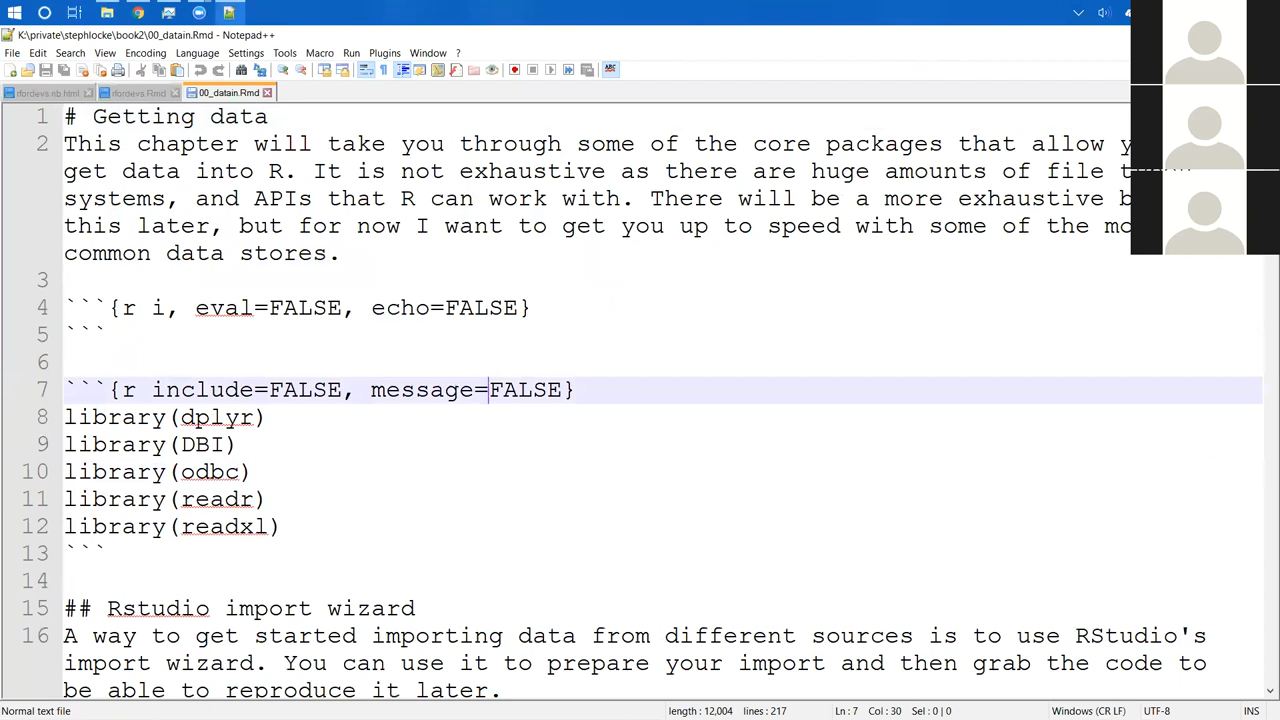 K:\private\stephlocke\book2\00_datain.Rmd - Notepad++
File Edit Search View Encoding Language Settings Tools Macro Run Plugins Window ?
rfordevs.nb.html rfordevs.Rmd 00_datain.Rmd
1 # Getting data
2 This chapter will take you through some of the core packages that allow
get data into R. It is not exhaustive as there are huge amounts of file
systems, and APIs that R can work with. There will be a more exhaustive
this later, but for now I want to get you up to speed with some of the
common data stores.
3
4 ```{r i, eval=FALSE, echo=FALSE}
5 ```
6
7 ```{r include=FALSE, message=FALSE}
8 library(dplyr)
9 library(DBI)
10 library(odbc)
11 library(readr)
12 library(readxl)
13 ```
14
15 ## Rstudio import wizard
16 A way to get started importing data from different sources is to use RStudio's
import wizard. You can use it to prepare your import and then grab the code to
be able to reproduce it later.
Normal text file length : 12,004 lines : 217 Ln : 7 Col : 30 Sel : 0 | 0 Windows (CR LF) UTF-8 INS